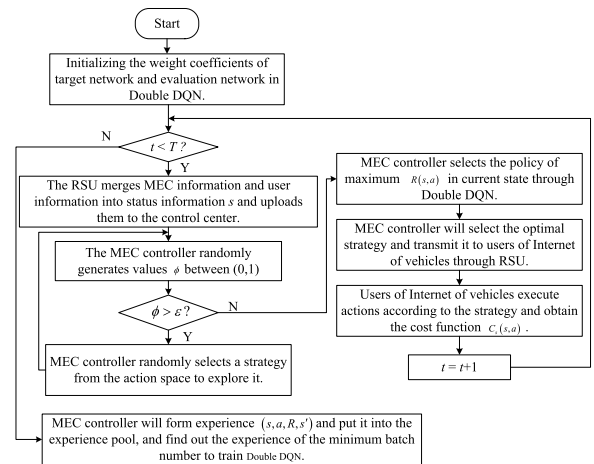 Start
Initializing the weight coefficients of
target network and evaluation network in
Double DQN.
N
t < T ?
Y
The RSU merges MEC information and user
information into status information s and uploads
them to the control center.
The MEC controller randomly
generates values ϕ between (0,1)
ϕ > ε ?
N
Y
MEC controller randomly selects a strategy
from the action space to explore it.
MEC controller selects the policy of
maximum R(s,a) in current state through
Double DQN.
MEC controller will select the optimal
strategy and transmit it to users of Internet
of vehicles through RSU.
Users of Internet of vehicles execute
actions according to the strategy and obtain
the cost function Cₜ(s,a) .
t = t+1
MEC controller will form experience (s,a,R,s') and put it into the
experience pool, and find out the experience of the minimum batch
number to train Double DQN.